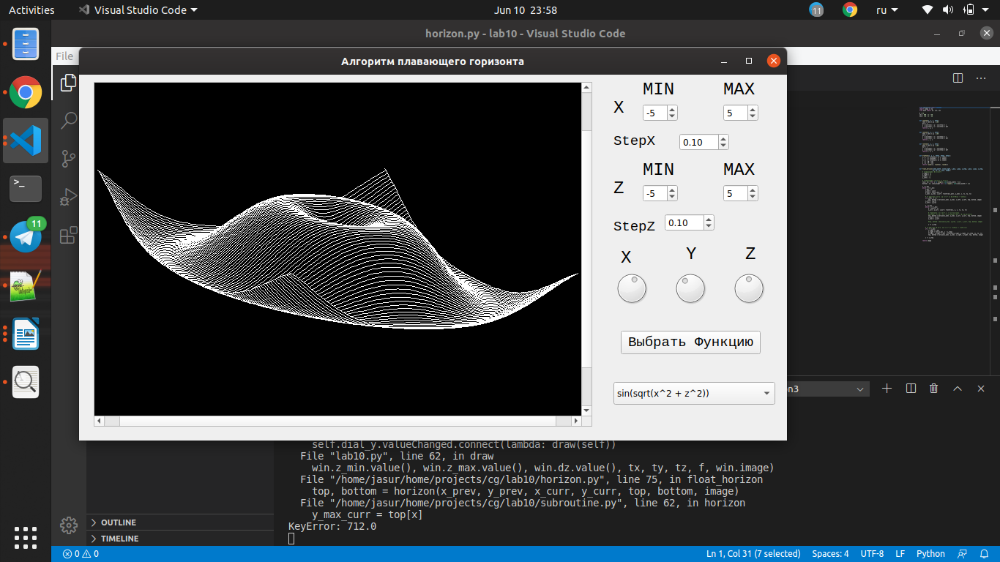 Activities
Visual Studio Code
Jun 10 23:58
11
ru
horizon.py - lab10 - Visual Studio Code
File
Алгоритм плавающего горизонта
MIN MAX
X -5 5
StepX 0.10
MIN MAX
Z -5 5
StepZ 0.10
X Y Z
Выбрать Функцию
sin(sqrt(x^2 + z^2))
11
>_
n3
self.dial_y.valueChanged.connect(lambda: draw(self))
File "lab10.py", line 62, in draw
win.z_min.value(), win.z_max.value(), win.dz.value(), tx, ty, tz, f, win.image)
File "/home/jasur/home/projects/cg/lab10/horizon.py", line 75, in float_horizon
top, bottom = horizon(x_prev, y_prev, x_curr, y_curr, top, bottom, image)
File "/home/jasur/home/projects/cg/lab10/subroutine.py", line 62, in horizon
y_max_curr = top[x]
KeyError: 712.0
OUTLINE
TIMELINE
0 0
Ln 1, Col 31 (7 selected)
Spaces: 4
UTF-8
LF
Python